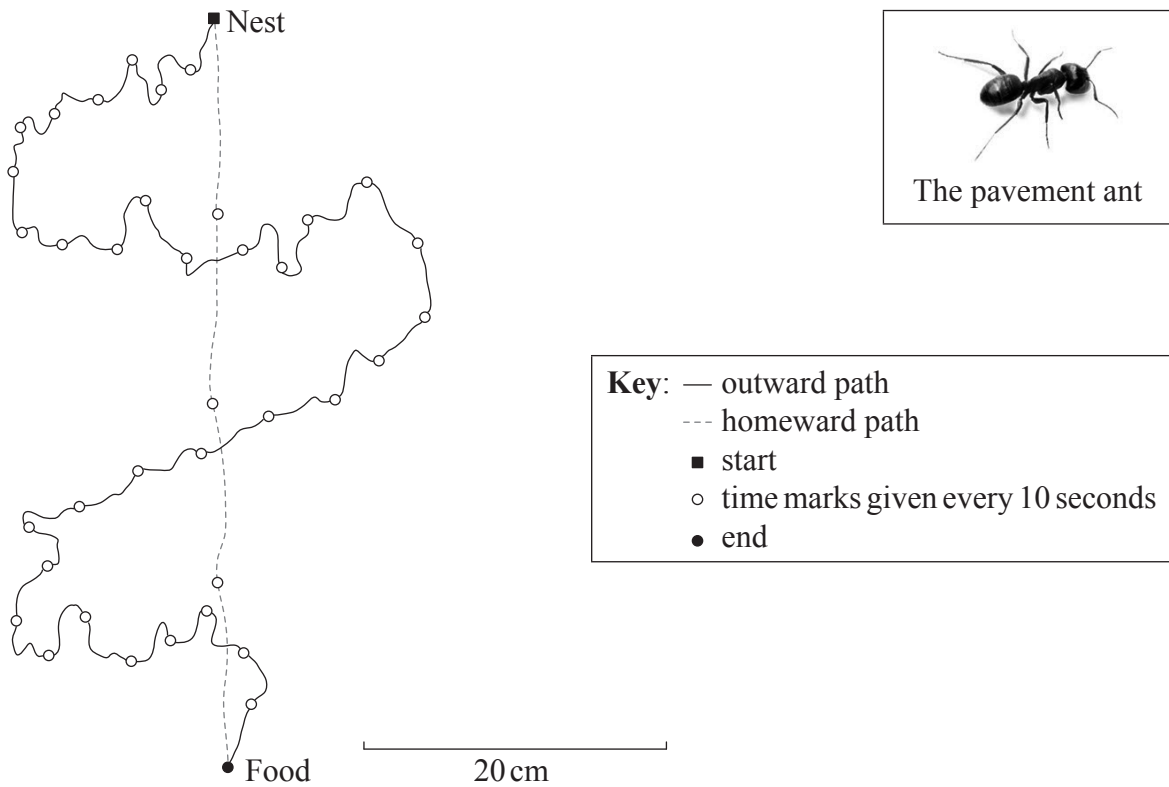 Nest
The pavement ant
Key: — outward path
---- homeward path
■ start
○ time marks given every 10 seconds
● end
Food
20 cm